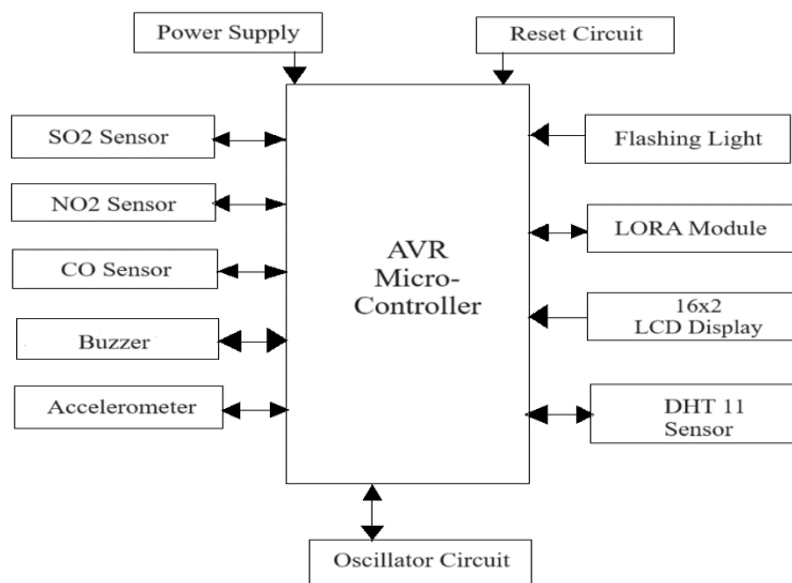 Power Supply
Reset Circuit
SO2 Sensor
Flashing Light
NO2 Sensor
LORA Module
AVR
Micro-
Controller
CO Sensor
16x2
LCD Display
Buzzer
Accelerometer
DHT 11
Sensor
Oscillator Circuit